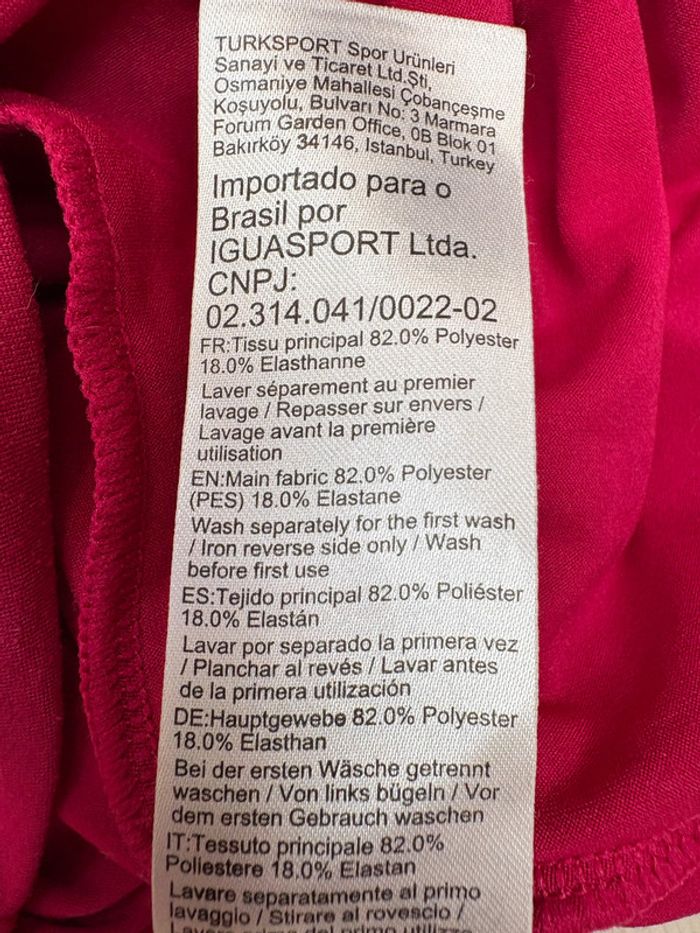 TURKSPORT Spor Urünleri
Sanayi ve Ticaret Ltd.Şti,
Osmaniye Mahallesi Çobançeşme
Koşuyolu, Bulvarı No: 3 Marmara
Forum Garden Office, 0B Blok 01
Bakırköy 34146, Istanbul, Turkey
Importado para o
Brasil por
IGUASPORT Ltda.
CNPJ:
02.314.041/0022-02
FR:Tissu principal 82.0% Polyester
18.0% Elasthanne
Laver séparement au premier
lavage / Repasser sur envers /
Lavage avant la première
utilisation
EN:Main fabric 82.0% Polyester
(PES) 18.0% Elastane
Wash separately for the first wash
/ Iron reverse side only / Wash
before first use
ES:Tejido principal 82.0% Poliéster
18.0% Elastán
Lavar por separado la primera vez
/ Planchar al revés / Lavar antes
de la primera utilización
DE:Hauptgewebe 82.0% Polyester
18.0% Elasthan
Bei der ersten Wäsche getrennt
waschen / Von links bügeln / Vor
dem ersten Gebrauch waschen
IT:Tessuto principale 82.0%
Poliestere 18.0% Elastan
Lavare separatamente al primo
lavaggio / Stirare al rovescio /